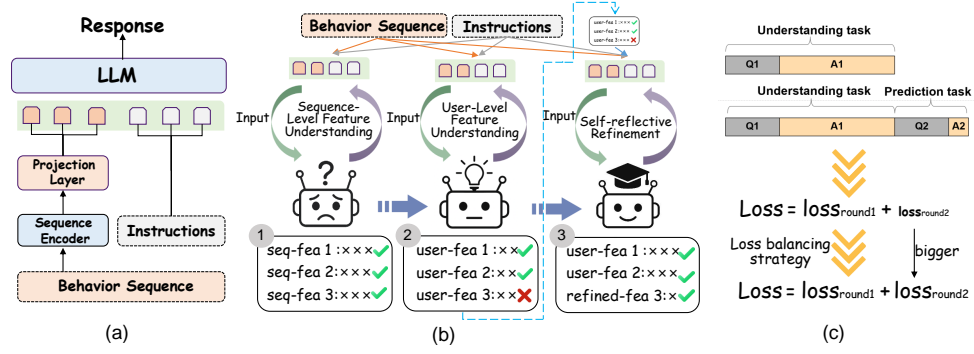 Response
LLM
Projection
Layer
Sequence
Encoder
Instructions
Behavior Sequence
(a)
Behavior Sequence
Instructions
user-fea 1:×××
user-fea 2:×××
user-fea 3:×××
Input
Sequence-
Level Feature
Understanding
Input
User-Level
Feature
Understanding
Input
Self-reflective
Refinement
?
1
seq-fea 1:×××
seq-fea 2:×××
seq-fea 3:×××
2
user-fea 1:××
user-fea 2:××
user-fea 3:××
3
user-fea 1:×××
user-fea 2:×××
refined-fea 3:×
(b)
Understanding task
Q1 A1
Understanding task Prediction task
Q1 A1 Q2 A2
Loss = loss round1 + loss round2
Loss balancing
strategy
bigger
Loss = loss round1 + loss round2
(c)